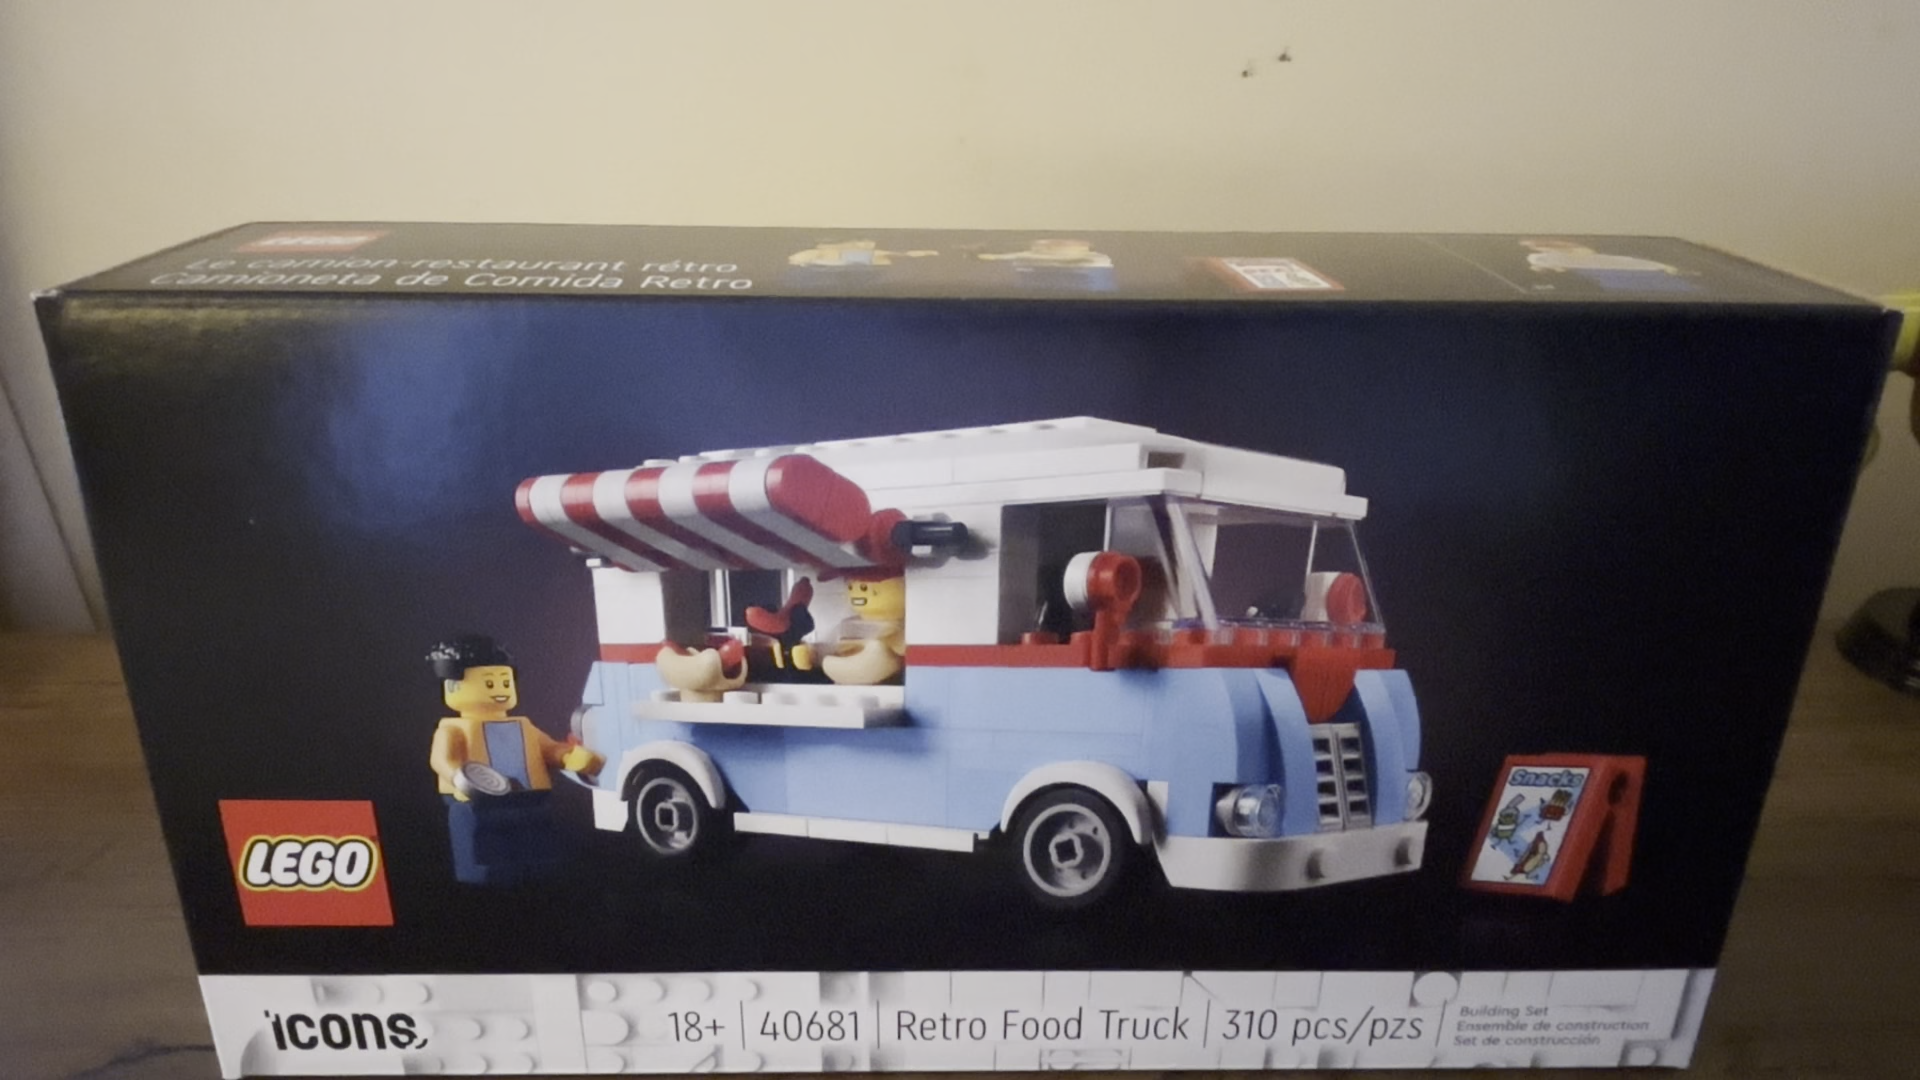 LEGO
Le camion-restaurant rétro
Camioneta de Comida Retro
Snacks
LEGO
icons
18+ | 40681 | Retro Food Truck | 310 pcs/pzs
Building Set
Ensemble de construction
Set de construcción